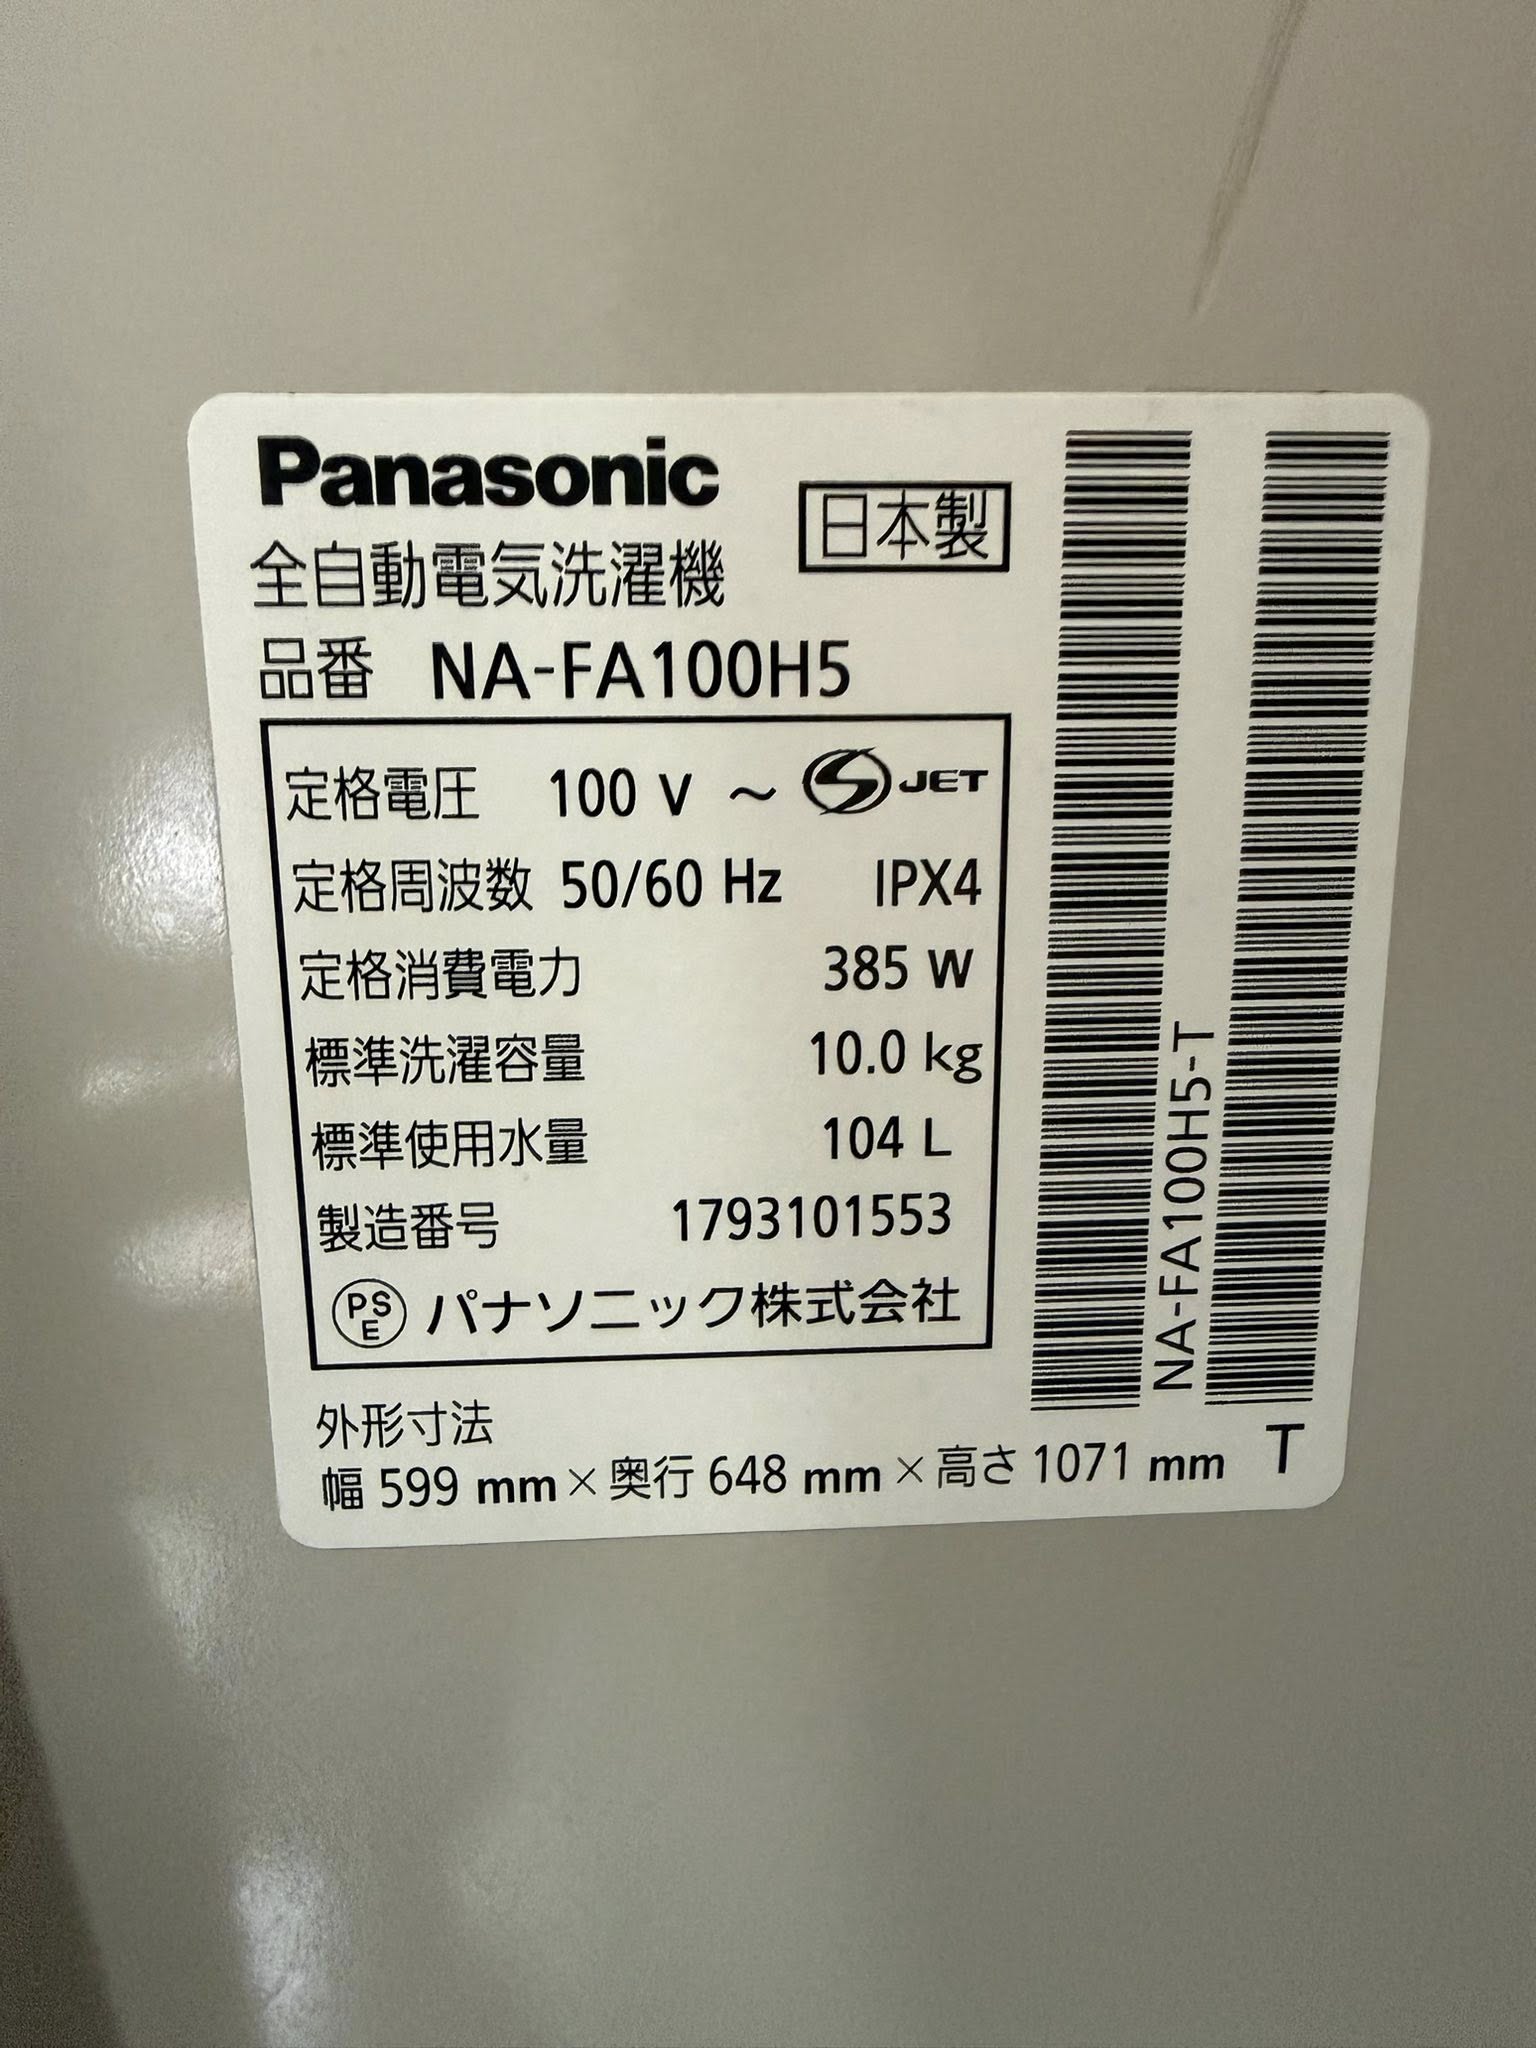 Panasonic
日本製
全自動電気洗濯機
品番 NA-FA100H5
定格電圧 100 V ～ S JET
定格周波数 50/60 Hz IPX4
定格消費電力 385 W
標準洗濯容量 10.0 kg
標準使用水量 104 L
製造番号 1793101553
PSE パナソニック株式会社
外形寸法
幅 599 mm×奥行 648 mm×高さ 1071 mm T
NA-FA100H5-T